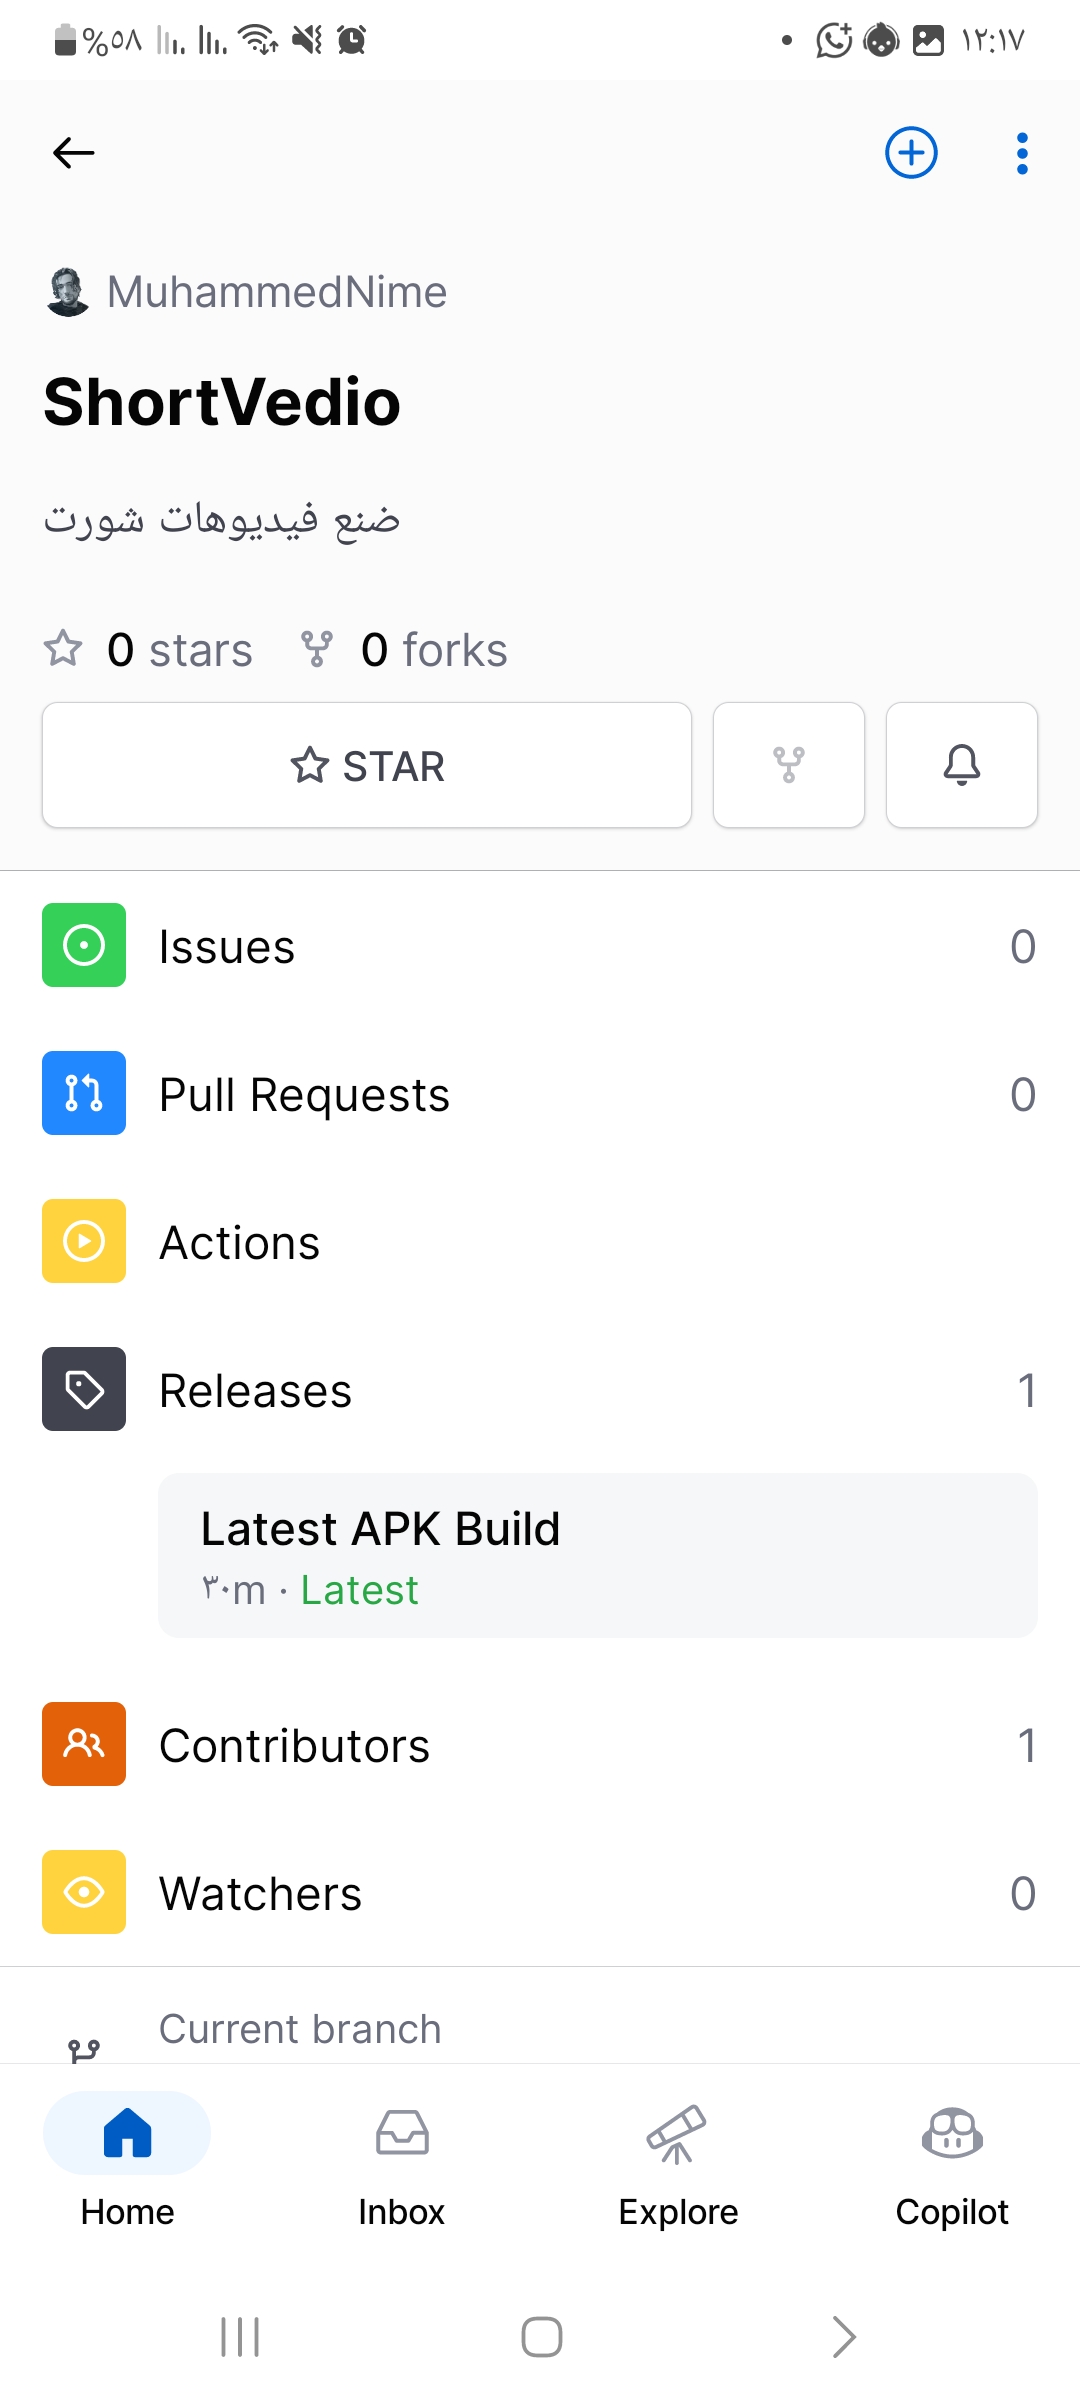 %٥٨ ١٢:١٧
MuhammedNime
ShortVedio
ضنع فيديوهات شورت
0 stars 0 forks
STAR
Issues 0
Pull Requests 0
Actions
Releases 1
Latest APK Build
٣٠m · Latest
Contributors 1
Watchers 0
Current branch
Home Inbox Explore Copilot